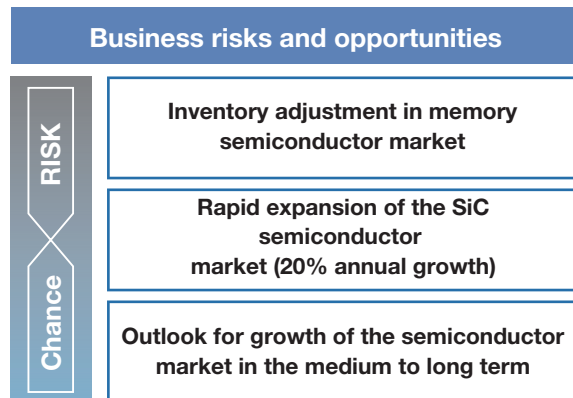 Business risks and opportunities
RISK
Inventory adjustment in memory
semiconductor market
Rapid expansion of the SiC
semiconductor
market (20% annual growth)
Chance
Outlook for growth of the semiconductor
market in the medium to long term